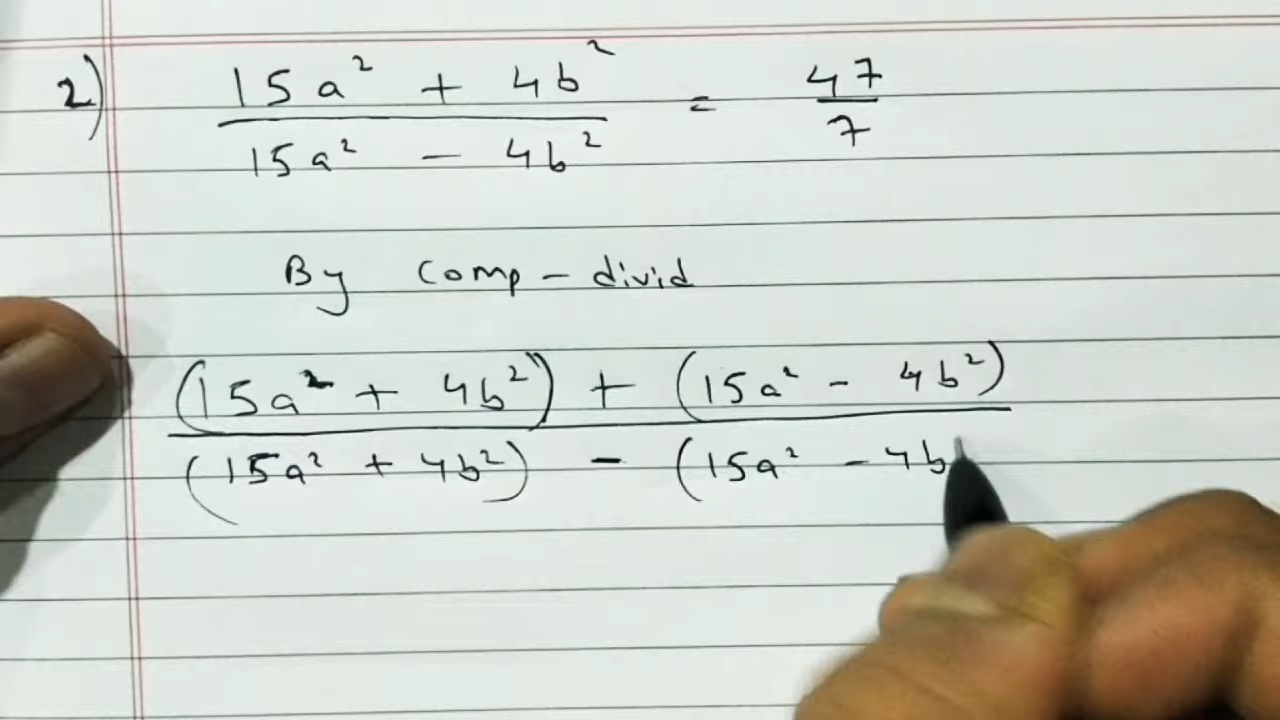 2) 15a² + 4b² = 47
15a² - 4b² 7
By comp - divid
(15a² + 4b²) + (15a² - 4b²)
(15a² + 4b²) - (15a² - 4b